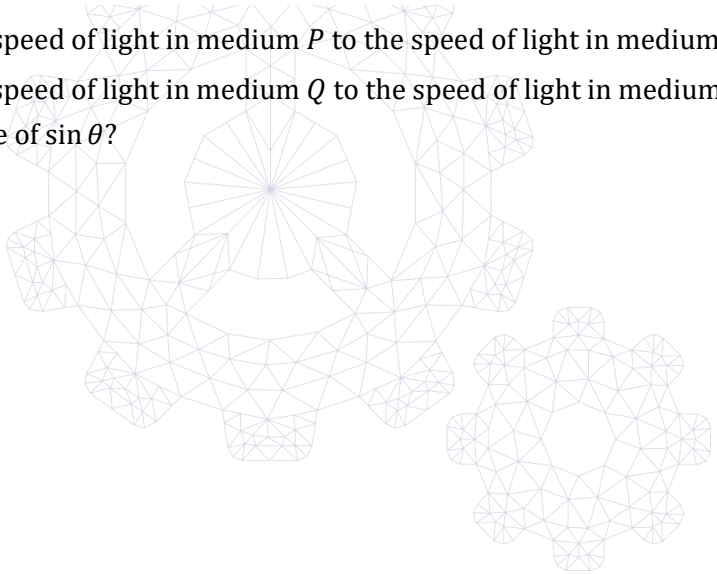 speed of light in medium P to the speed of light in medium
speed of light in medium Q to the speed of light in medium
e of sin θ?